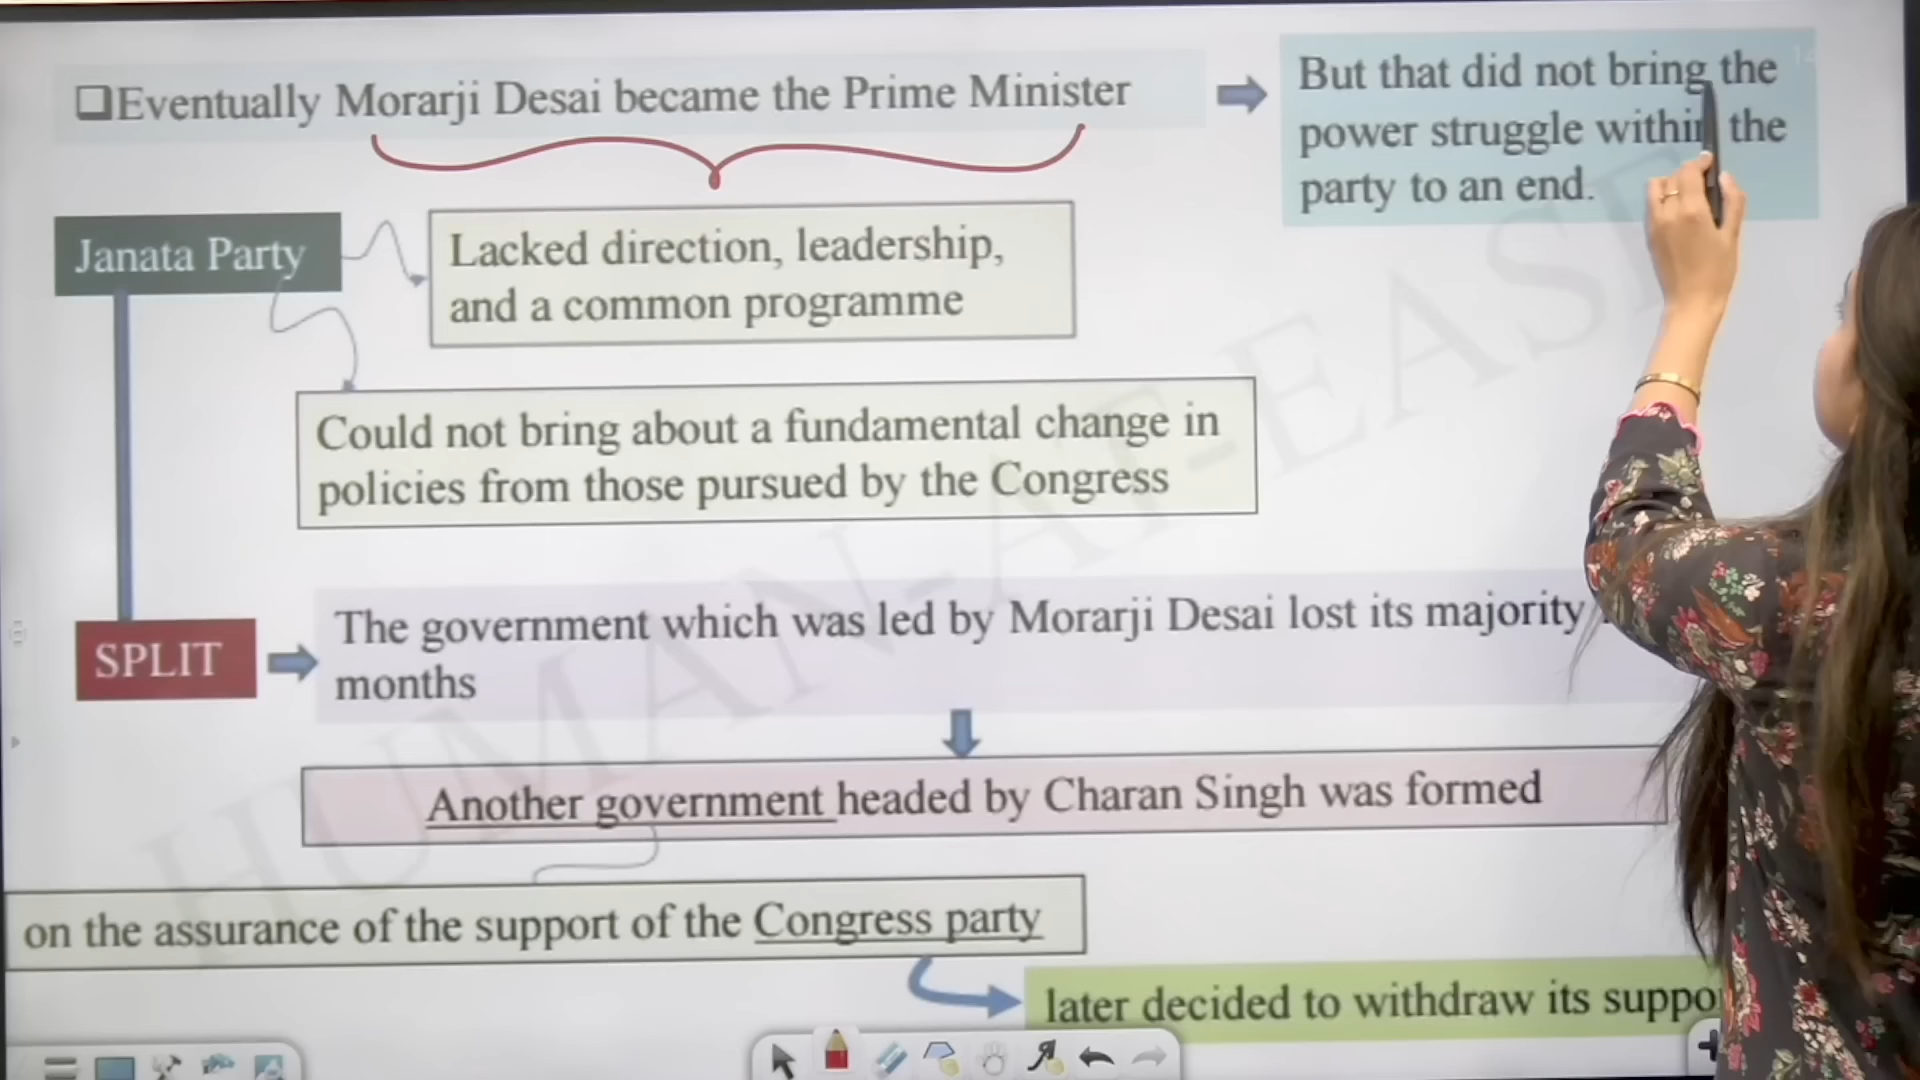 ❑Eventually Morarji Desai became the Prime Minister
But that did not bring the
power struggle within the
party to an end.
Janata Party
Lacked direction, leadership,
and a common programme
Could not bring about a fundamental change in
policies from those pursued by the Congress
SPLIT
The government which was led by Morarji Desai lost its majority
months
Another government headed by Charan Singh was formed
on the assurance of the support of the Congress party
later decided to withdraw its
HUMAN-AT-EASE